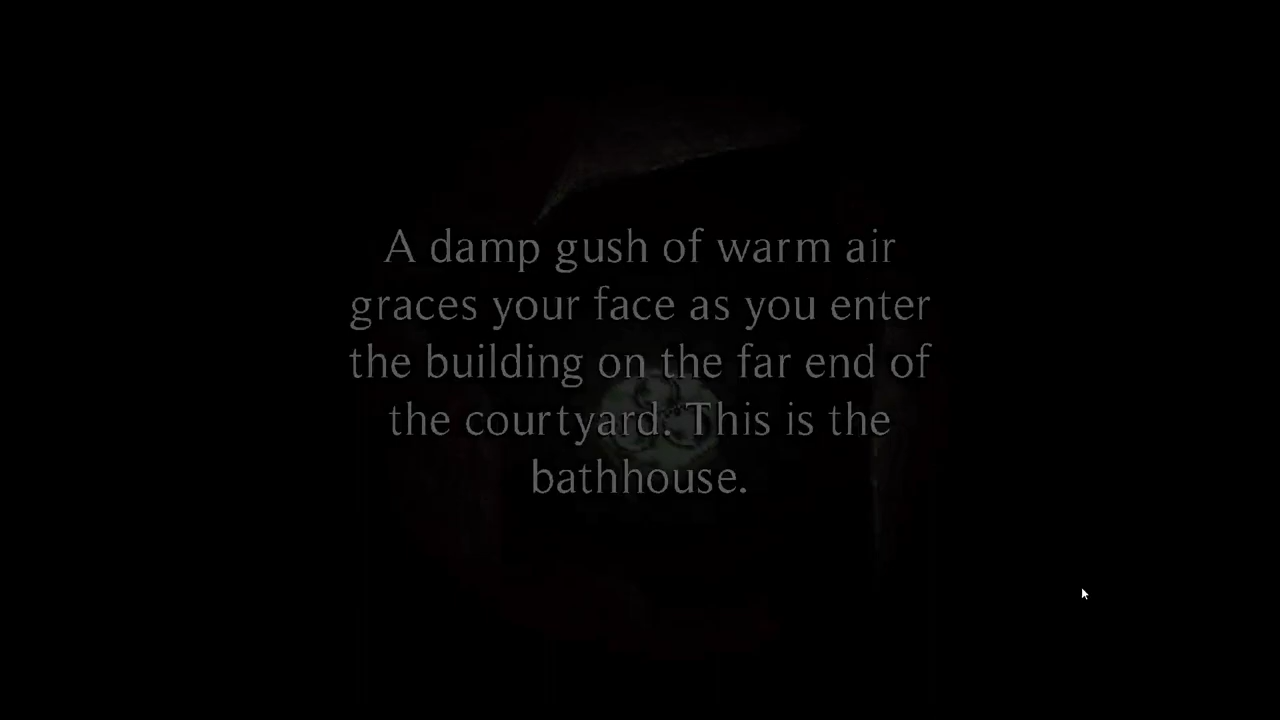 A damp gush of warm air
graces your face as you enter
the building on the far end of
the courtyard. This is the
bathhouse.